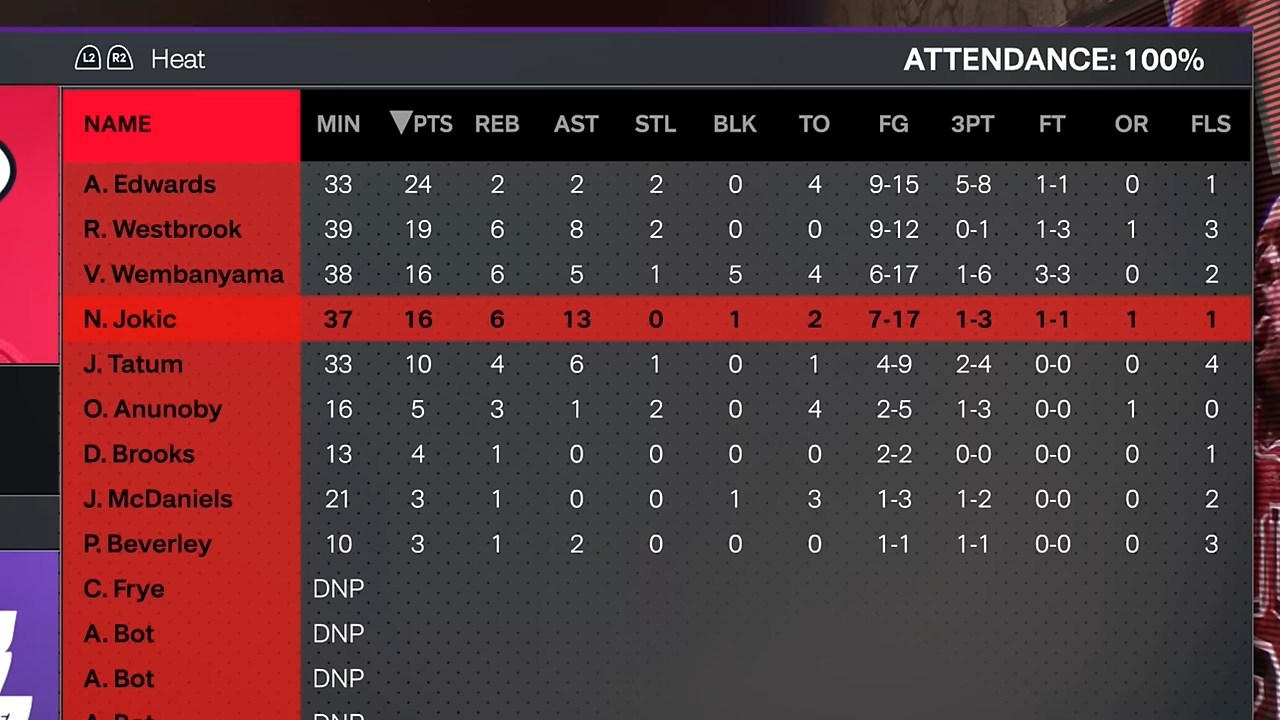 L2 R2 Heat ATTENDANCE: 100%
NAME MIN ▼PTS REB AST STL BLK TO FG 3PT FT OR FLS
A. Edwards 33 24 2 2 2 0 4 9-15 5-8 1-1 0 1
R. Westbrook 39 19 6 8 2 0 0 9-12 0-1 1-3 1 3
V. Wembanyama 38 16 6 5 1 5 4 6-17 1-6 3-3 0 2
N. Jokic 37 16 6 13 0 1 2 7-17 1-3 1-1 1 1
J. Tatum 33 10 4 6 1 0 1 4-9 2-4 0-0 0 4
O. Anunoby 16 5 3 1 2 0 4 2-5 1-3 0-0 1 0
D. Brooks 13 4 1 0 0 0 0 2-2 0-0 0-0 0 1
J. McDaniels 21 3 1 0 0 1 3 1-3 1-2 0-0 0 2
P. Beverley 10 3 1 2 0 0 0 1-1 1-1 0-0 0 3
C. Frye DNP
A. Bot DNP
A. Bot DNP
A. Bot DNP